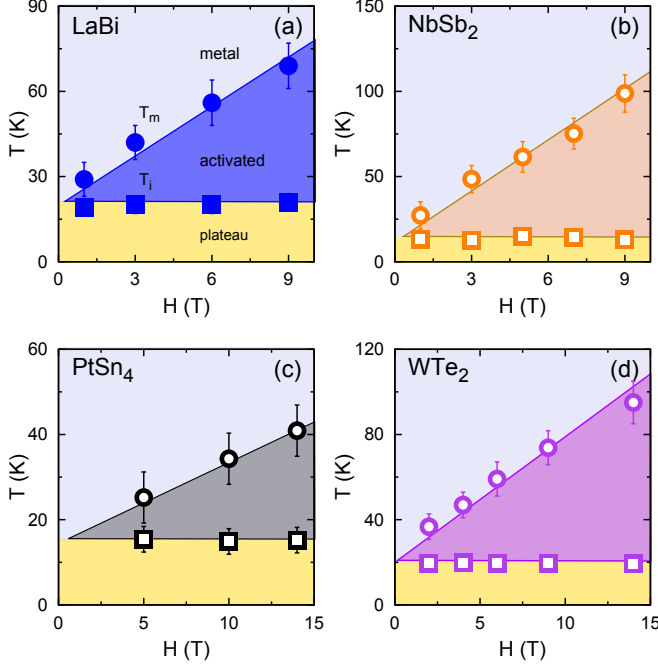 LaBi (a)
metal
T_m
activated
T_i
plateau
T (K)
90
60
30
0
0 3 6 9
H (T)
NbSb₂ (b)
T (K)
150
100
50
0
0 3 6 9
H (T)
PtSn₄ (c)
T (K)
60
40
20
0
0 5 10 15
H (T)
WTe₂ (d)
T (K)
120
80
40
0
0 5 10 15
H (T)